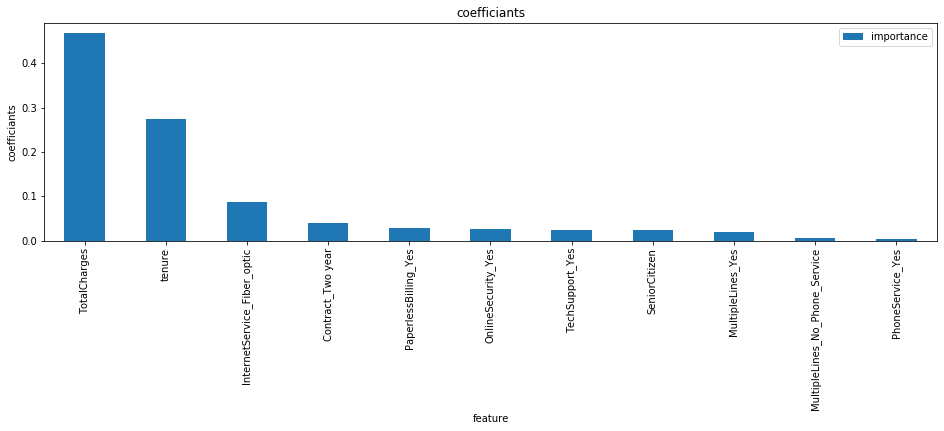 coefficiants
importance
coefficiants
0.4
0.3
0.2
0.1
0.0
TotalCharges
tenure
InternetService_Fiber_optic
Contract_Two year
PaperlessBilling_Yes
OnlineSecurity_Yes
TechSupport_Yes
SeniorCitizen
MultipleLines_Yes
MultipleLines_No_Phone_Service
PhoneService_Yes
feature